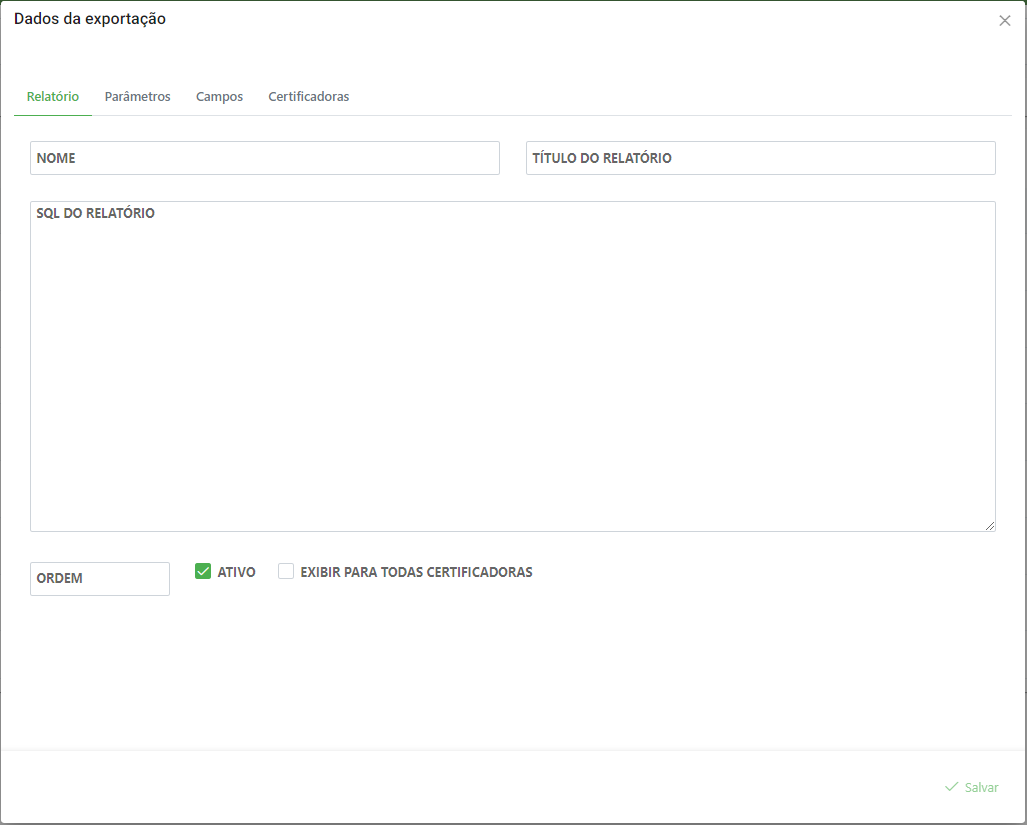 Dados da exportação
Relatório Parâmetros Campos Certificadoras
NOME TÍTULO DO RELATÓRIO
SQL DO RELATÓRIO
ORDEM ATIVO EXIBIR PARA TODAS CERTIFICADORAS
Salvar